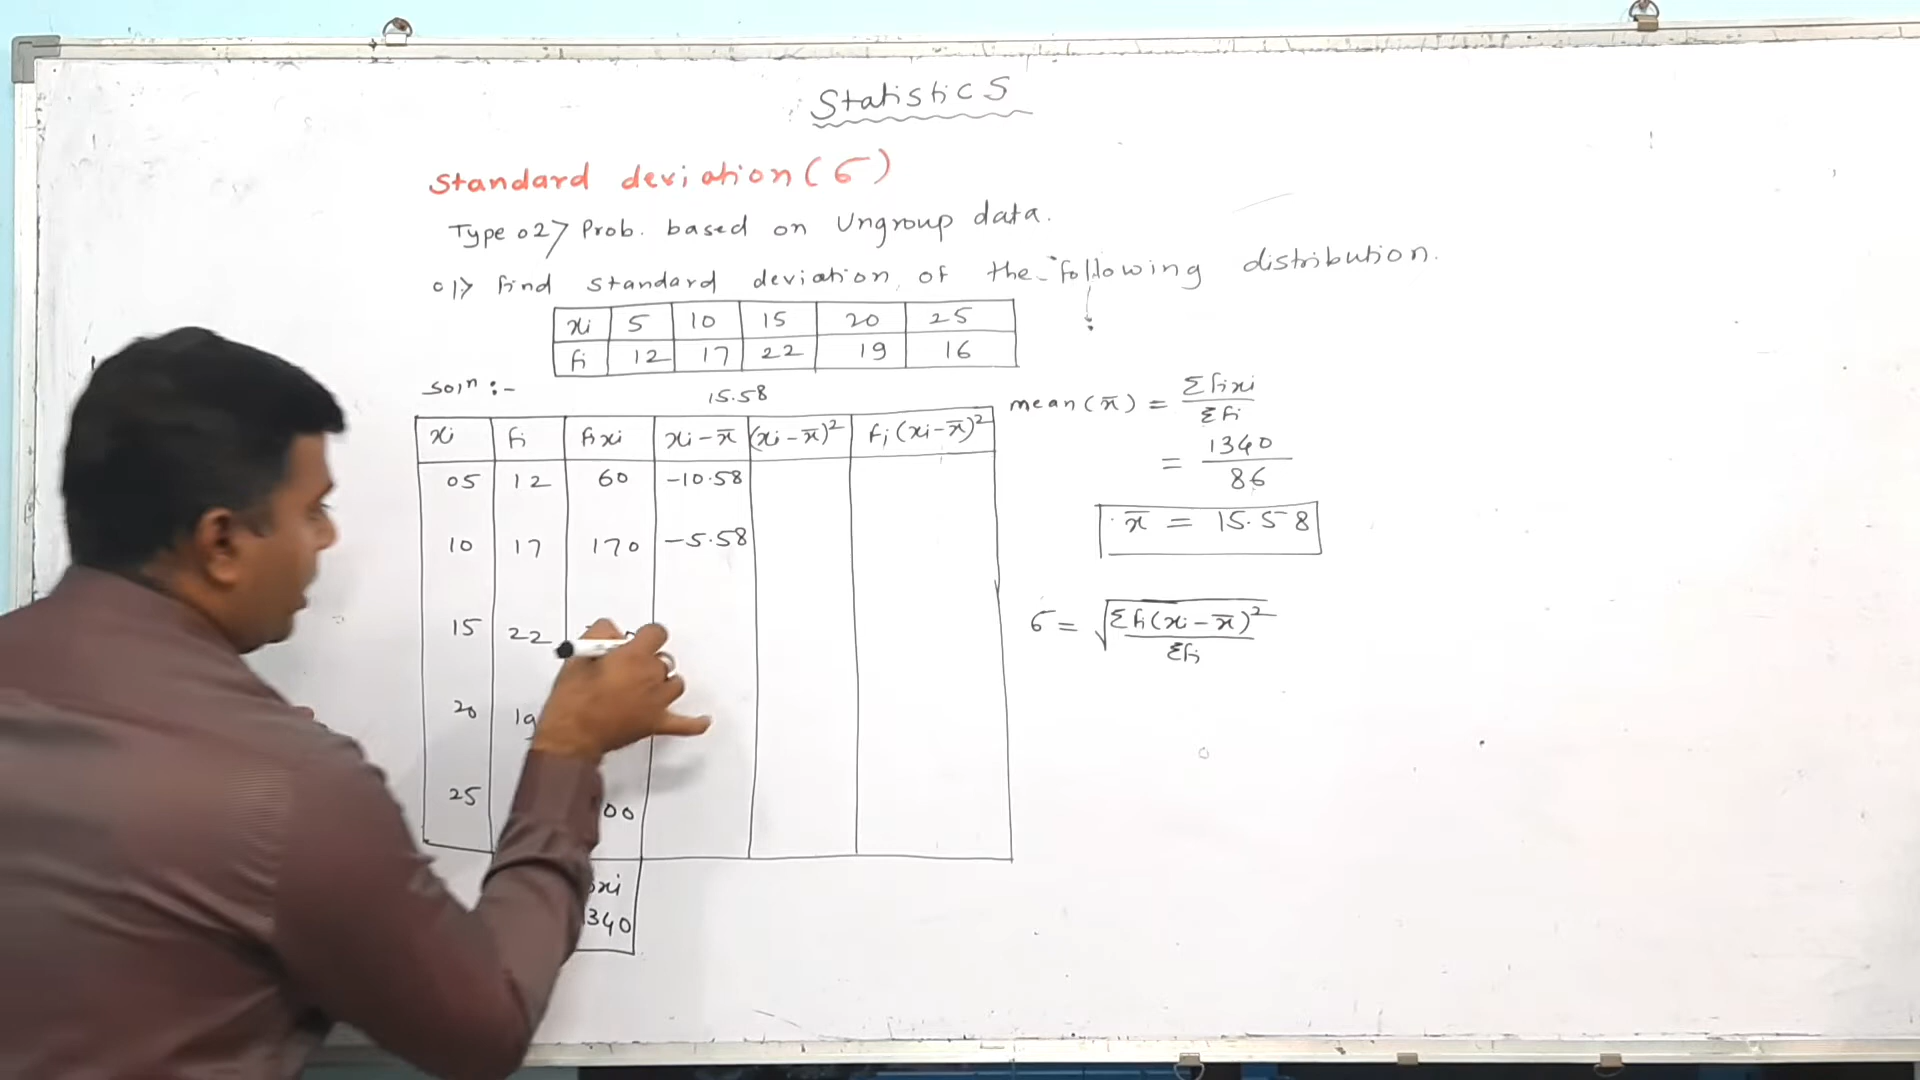 Statistics
Standard deviation (σ)
Type 02> Prob. based on Ungroup data.
01> find standard deviation of the following distribution.
xi 5 10 15 20 25
fi 12 17 22 19 16
Soln :-
15.58
xi fi fixi xi-x̄ (xi-x̄)² fi(xi-x̄)²
05 12 60 -10.58
10 17 170 -5.58
15 22
20 19
25 00
xi
340
mean(x̄) = Σfixi / Σfi
= 1340 / 86
x̄ = 15.58
σ = √(Σfi(xi-x̄)² / Σfi)